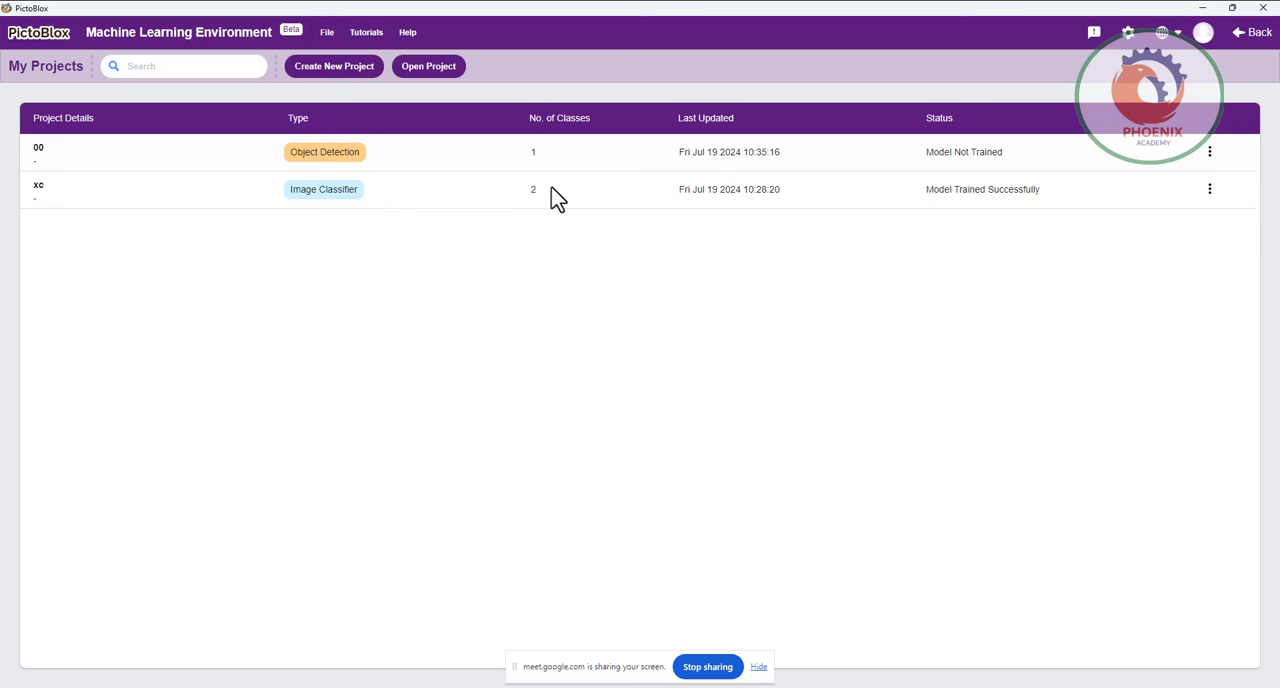 PictoBlox
PictoBlox Machine Learning Environment Beta File Tutorials Help Back
My Projects Search Create New Project Open Project
PHOENIX
ACADEMY
Project Details Type No. of Classes Last Updated Status
00 Object Detection 1 Fri Jul 19 2024 10:35:16 Model Not Trained
-
xc Image Classifier 2 Fri Jul 19 2024 10:28:20 Model Trained Successfully
-
meet.google.com is sharing your screen. Stop sharing Hide